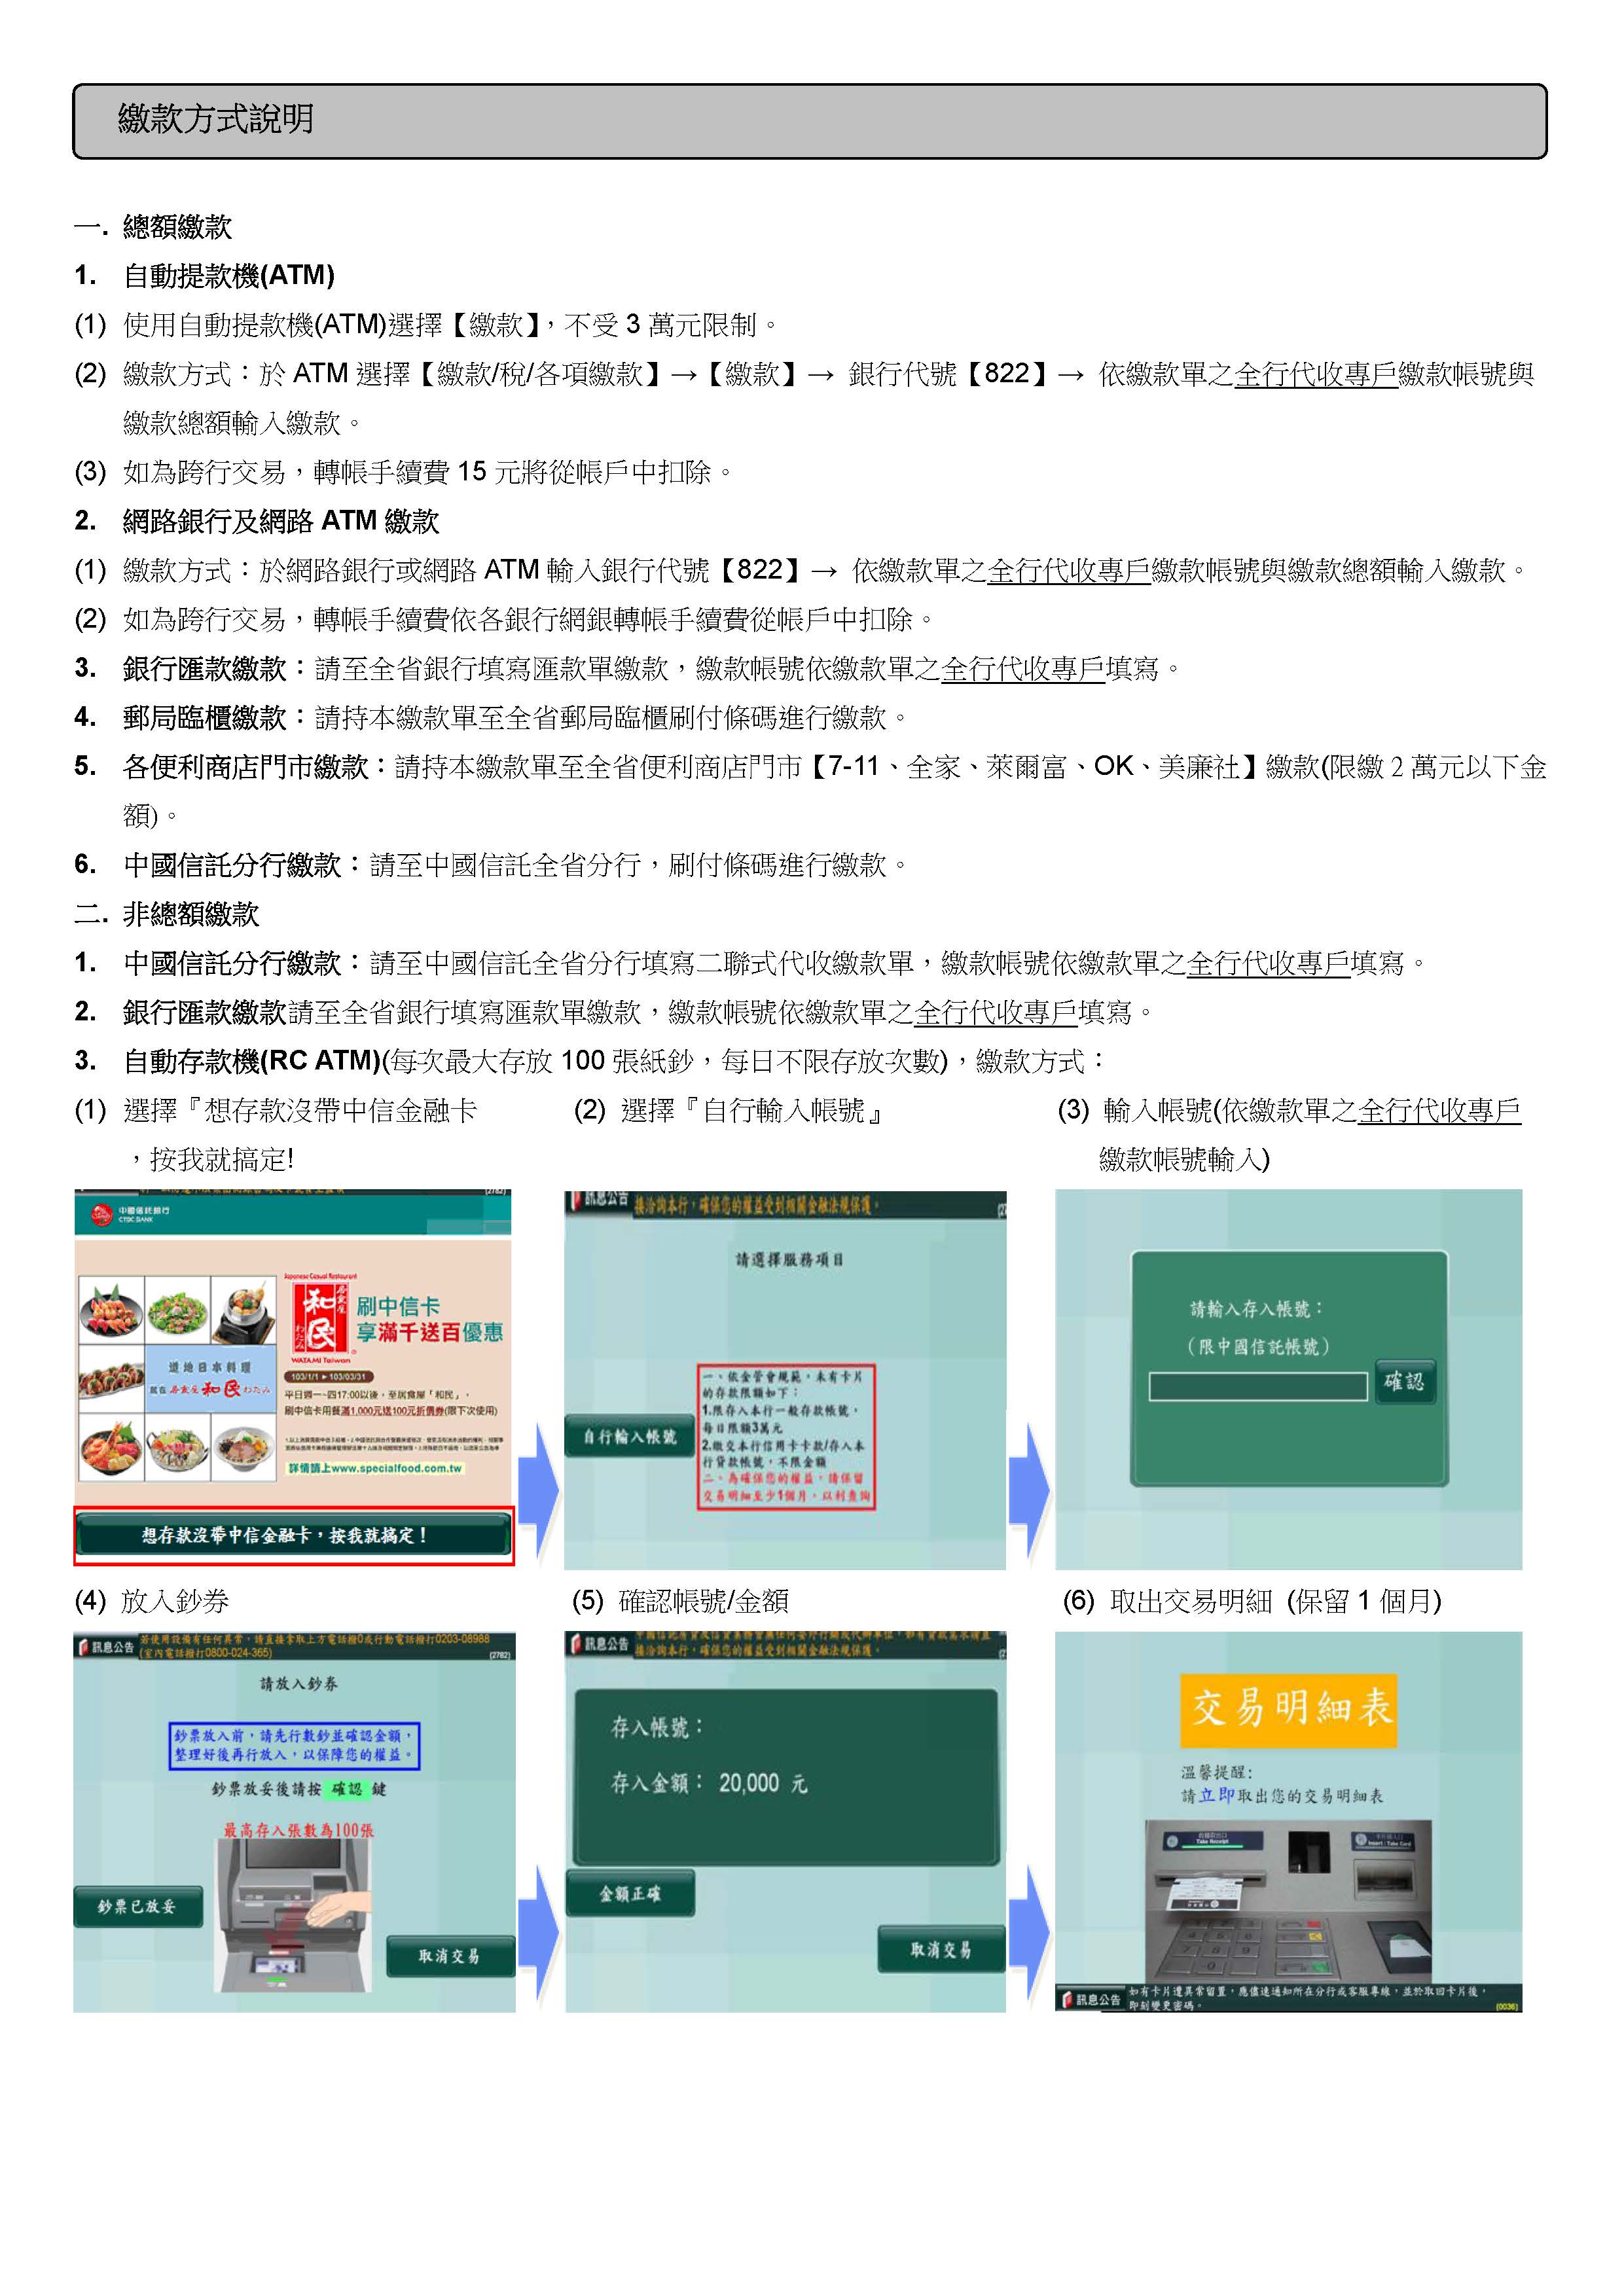 繳款方式說明
一. 總額繳款
1. 自動提款機(ATM)
(1) 使用自動提款機(ATM)選擇【繳款】，不受 3 萬元限制。
(2) 繳款方式：於 ATM 選擇【繳款/稅/各項繳款】→【繳款】→ 銀行代號【822】→ 依繳款單之全行代收專戶繳款帳號與
繳款總額輸入繳款。
(3) 如為跨行交易，轉帳手續費 15 元將從帳戶中扣除。
2. 網路銀行及網路 ATM 繳款
(1) 繳款方式：於網路銀行或網路 ATM 輸入銀行代號【822】→ 依繳款單之全行代收專戶繳款帳號與繳款總額輸入繳款。
(2) 如為跨行交易，轉帳手續費依各銀行網銀轉帳手續費從帳戶中扣除。
3. 銀行匯款繳款：請至全省銀行填寫匯款單繳款，繳款帳號依繳款單之全行代收專戶填寫。
4. 郵局臨櫃繳款：請持本繳款單至全省郵局臨櫃刷付條碼進行繳款。
5. 各便利商店門市繳款：請持本繳款單至全省便利商店門市【7-11、全家、萊爾富、OK、美廉社】繳款(限繳 2 萬元以下金
額)。
6. 中國信託分行繳款：請至中國信託全省分行，刷付條碼進行繳款。
二. 非總額繳款
1. 中國信託分行繳款：請至中國信託全省分行填寫二聯式代收繳款單，繳款帳號依繳款單之全行代收專戶填寫。
2. 銀行匯款繳款請至全省銀行填寫匯款單繳款，繳款帳號依繳款單之全行代收專戶填寫。
3. 自動存款機(RC ATM)(每次最大存放 100 張紙鈔，每日不限存放次數)，繳款方式：
(1) 選擇『想存款沒帶中信金融卡
，按我就搞定!
(2) 選擇『自行輸入帳號』
(3) 輸入帳號(依繳款單之全行代收專戶
繳款帳號輸入)
(2782)
中國信託銀行
CTBC BANK
Japanese Casual Restaurant
居食屋
和民
わたみ
WATAMI Taiwan
刷中信卡
享滿千送百優惠
道地日本料理
就在 居食屋 和民 わたみ
103/1/1 ▶ 103/03/31
平日週一~四17:00以後，至居食屋「和民」，
刷中信卡用餐滿1,000元送100元折價券(限下次使用)
詳情請上www.specialfood.com.tw
想存款沒帶中信金融卡，按我就搞定！
訊息公告
接洽詢本行，確保您的權益受到相關金融法規保護。
請選擇服務項目
自行輸入帳號
一、依金管會規範，未有卡片
的存款限額如下：
1.限存入本行一般存款帳號，
每日限額3萬元
2.繳交本行信用卡卡款/存入本
行貸款帳號，不限金額
二、為確保您的權益，請保留
交易明細至少1個月，以利查詢
請輸入存入帳號：
（限中國信託帳號）
確認
(4) 放入鈔券
(5) 確認帳號/金額
(6) 取出交易明細 (保留 1 個月)
訊息公告
若使用設備有任何異常，請直接拿取上方電話撥0或行動電話撥打0203-08988
(室內電話撥打0800-024-365)
(2782)
請放入鈔券
鈔票放入前，請先行數鈔並確認金額，
整理好後再行放入，以保障您的權益。
鈔票放妥後請按 確認 鍵
最高存入張數為100張
鈔票已放妥
取消交易
訊息公告
接洽詢本行，確保您的權益受到相關金融法規保護。
存入帳號：
存入金額： 20,000 元
金額正確
取消交易
交易明細表
溫馨提醒:
請立即取出您的交易明細表
Take Receipt
Insert / Take Card
訊息公告
如有卡片遭異常留置，應儘速通知所在分行或客服專線，並於取回卡片後，
即刻變更密碼。
(0036)